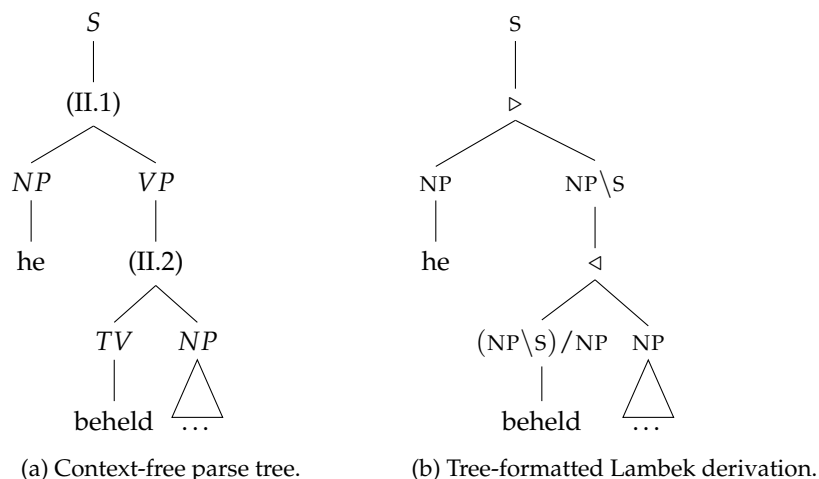 S S
(II.1) ▷
NP VP NP NP\S
he (II.2) he ◁
TV NP (NP\S)/NP NP
beheld ... beheld ...
(a) Context-free parse tree. (b) Tree-formatted Lambek derivation.